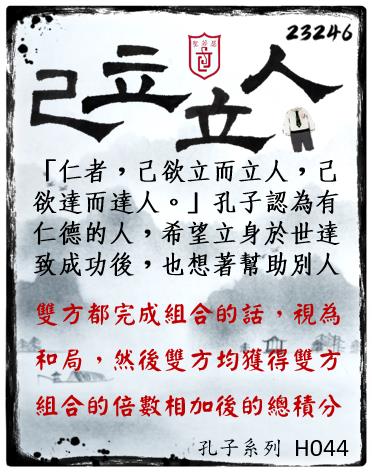 23246
己立立人
「仁者，己欲立而立人，己
欲達而達人。」孔子認為有
仁德的人，希望立身於世達
致成功後，也想著幫助別人
雙方都完成組合的話，視為
和局，然後雙方均獲得雙方
組合的倍數相加後的總積分
孔子系列 H044